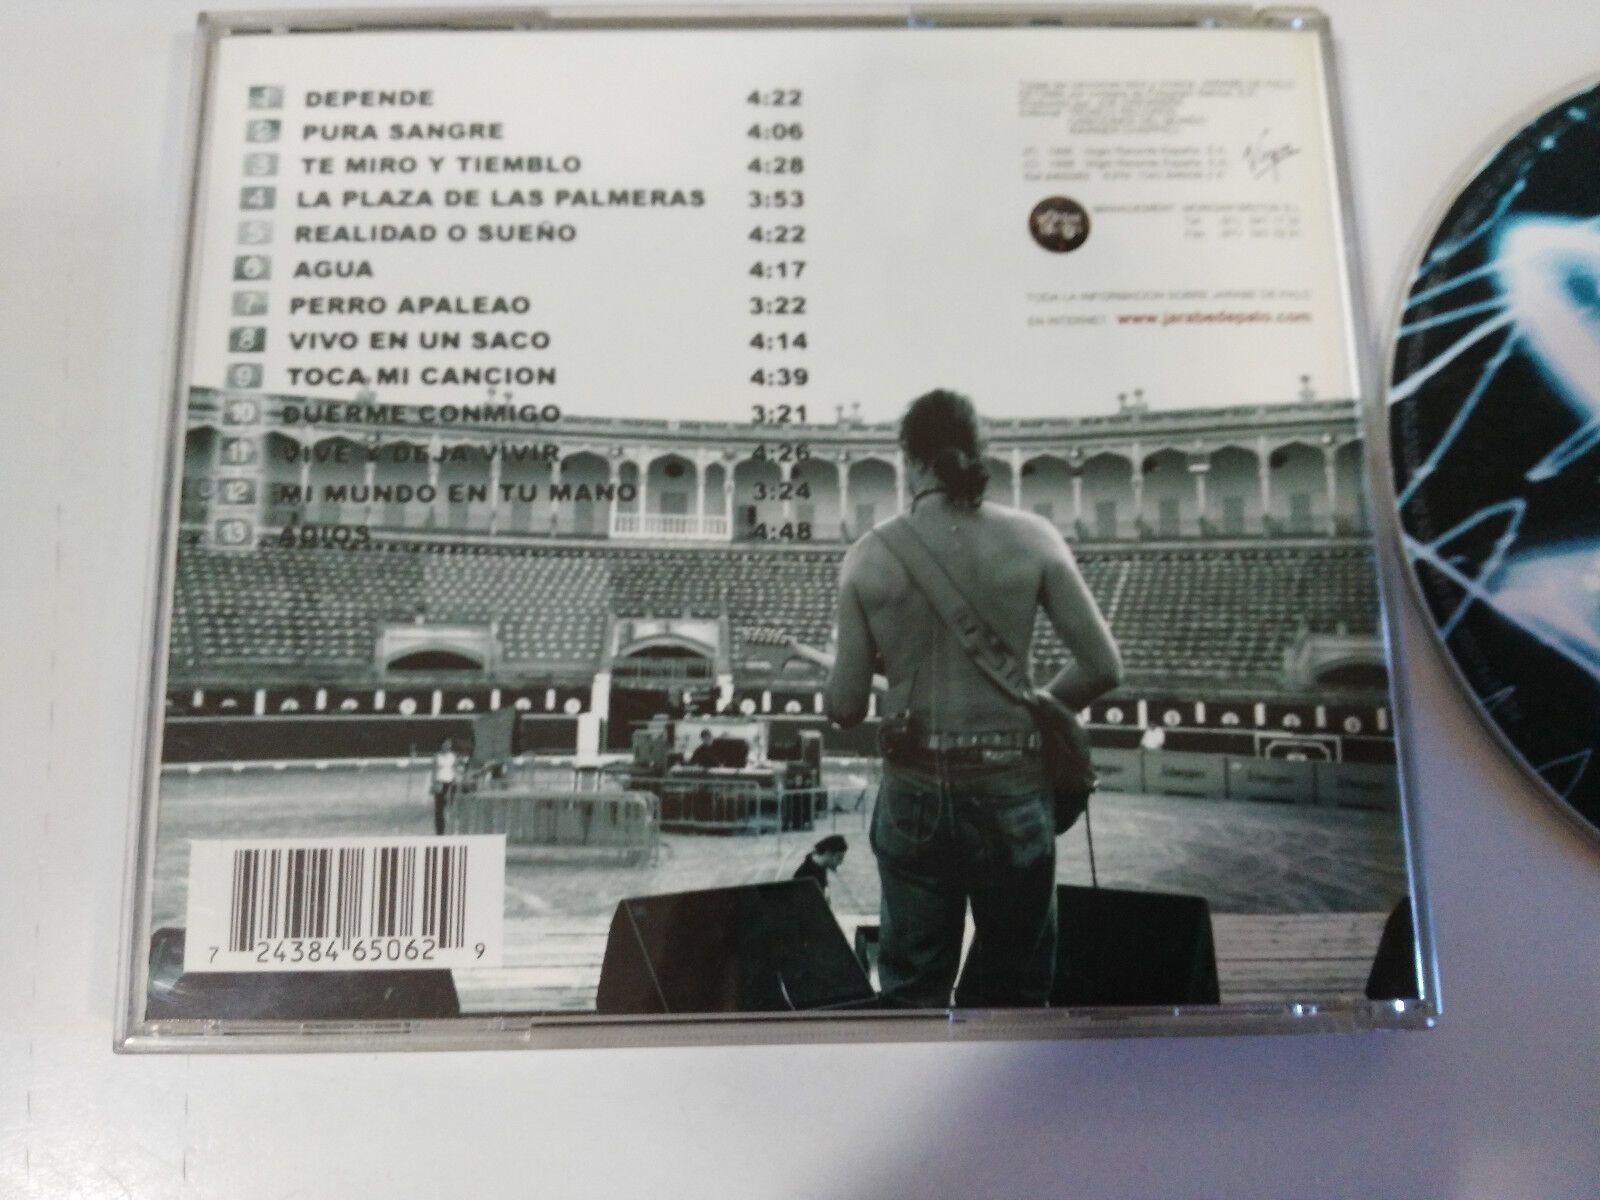 1 DEPENDE 4:22
2 PURA SANGRE 4:06
3 TE MIRO Y TIEMBLO 4:28
4 LA PLAZA DE LAS PALMERAS 3:53
5 REALIDAD O SUEÑO 4:22
6 AGUA 4:17
7 PERRO APALEAO 3:22
8 VIVO EN UN SACO 4:14
9 TOCA MI CANCION 4:39
10 DUERME CONMIGO 3:21
11 VIVE Y DEJA VIVIR 4:26
12 MI MUNDO EN TU MANO 3:24
13 ADIOS 4:48
Virgin
MANAGEMENT
TODA LA INFORMACION SOBRE JARABE DE PALO
EN INTERNET www.jarabedepalo.com
7 24384 65062 9